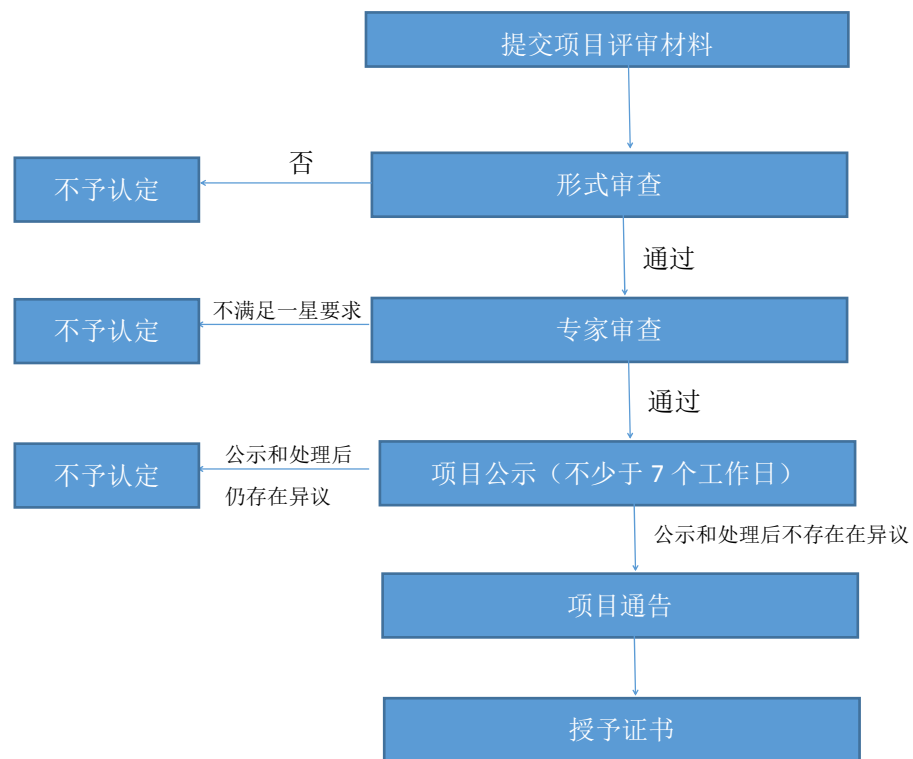 提交项目评审材料
否
不予认定
形式审查
通过
不满足一星要求
不予认定
专家审查
通过
公示和处理后
仍存在异议
不予认定
项目公示（不少于 7 个工作日）
公示和处理后不存在在异议
项目通告
授予证书